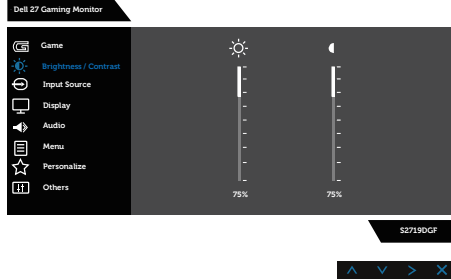 Dell 27 Gaming Monitor
Game
Brightness / Contrast
Input Source
Display
Audio
Menu
Personalize
Others
75% 75%
S2719DGF